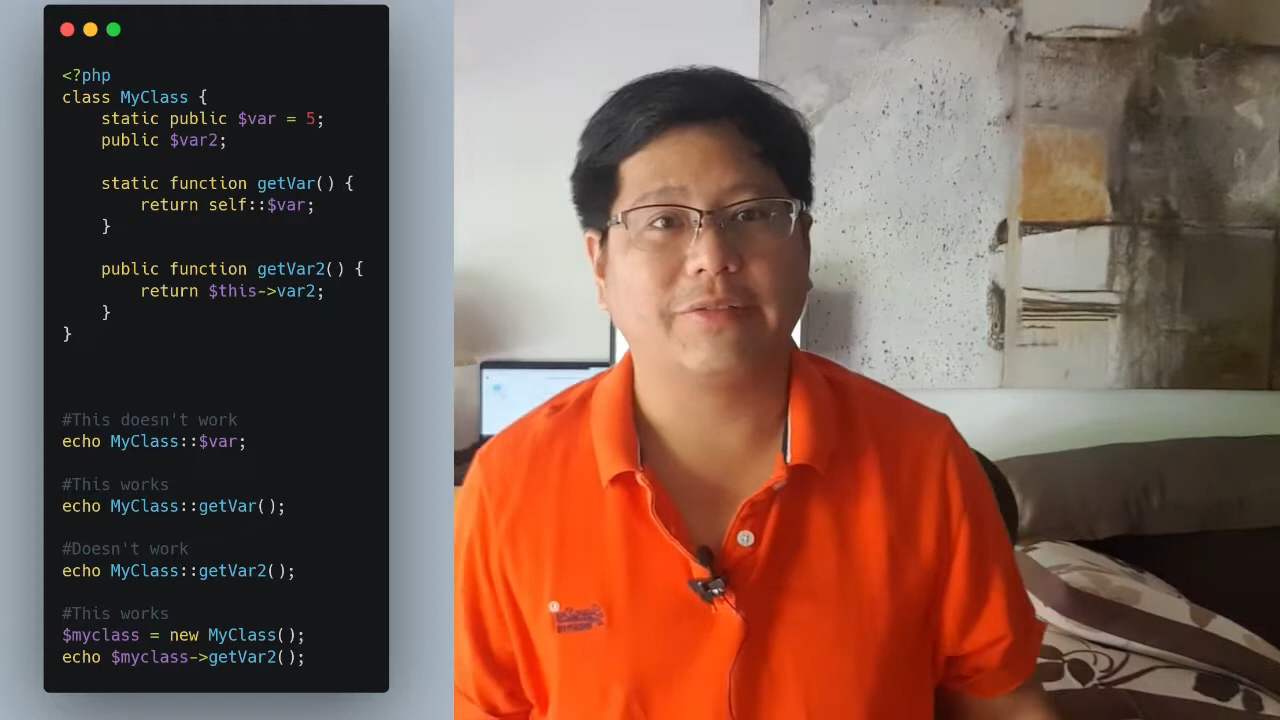 <?php
class MyClass {
    static public $var = 5;
    public $var2;

    static function getVar() {
        return self::$var;
    }

    public function getVar2() {
        return $this->var2;
    }
}

#This doesn't work
echo MyClass::$var;

#This works
echo MyClass::getVar();

#Doesn't work
echo MyClass::getVar2();

#This works
$myclass = new MyClass();
echo $myclass->getVar2();